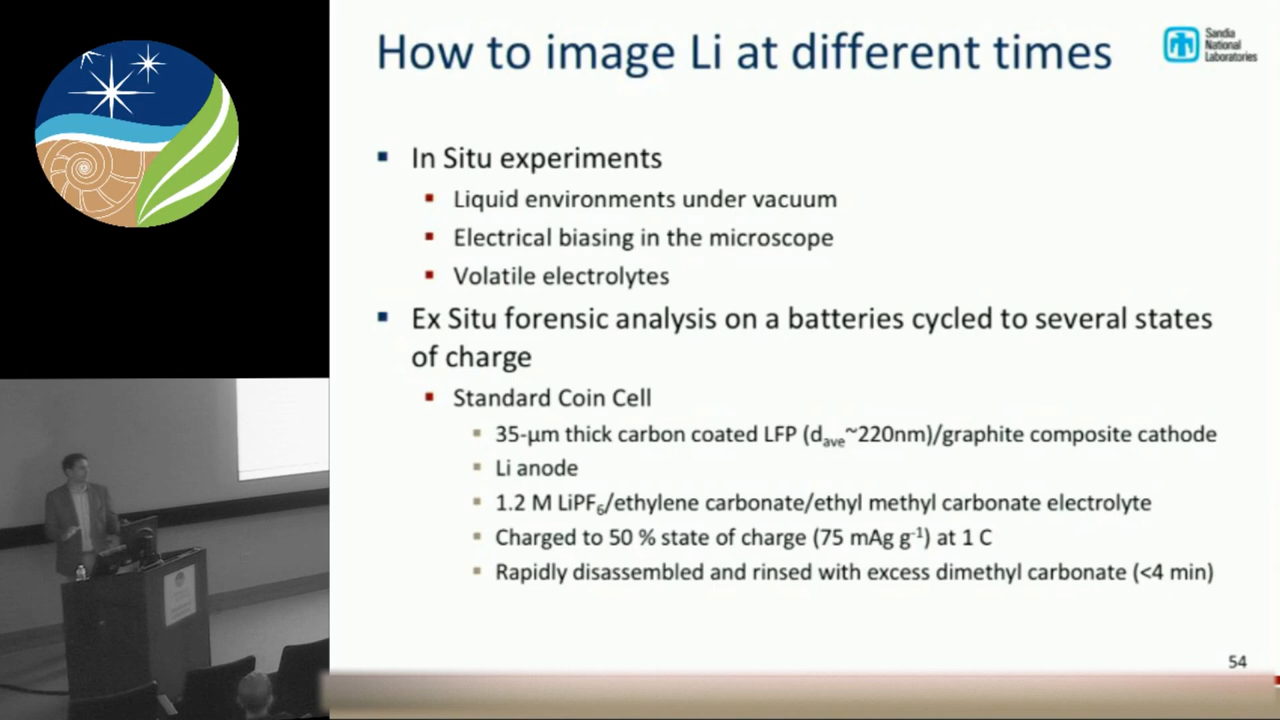 How to image Li at different times
Sandia
National
Laboratories
▪ In Situ experiments
▪ Liquid environments under vacuum
▪ Electrical biasing in the microscope
▪ Volatile electrolytes
▪ Ex Situ forensic analysis on a batteries cycled to several states
of charge
▪ Standard Coin Cell
▪ 35-μm thick carbon coated LFP (dave~220nm)/graphite composite cathode
▪ Li anode
▪ 1.2 M LiPF6/ethylene carbonate/ethyl methyl carbonate electrolyte
▪ Charged to 50 % state of charge (75 mAg g-1) at 1 C
▪ Rapidly disassembled and rinsed with excess dimethyl carbonate (<4 min)
54